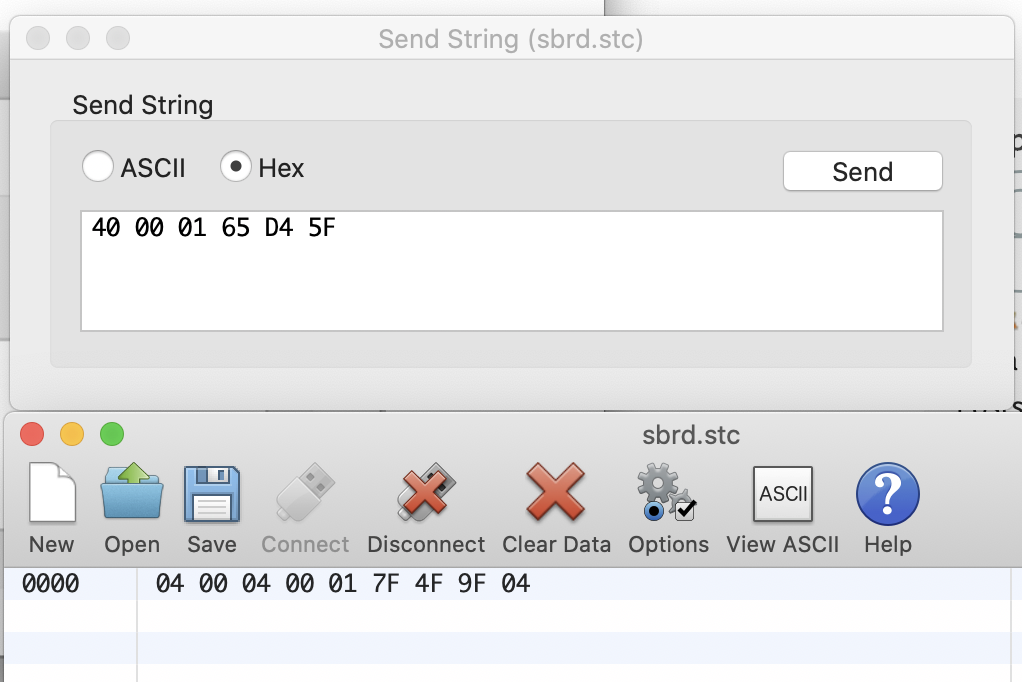 Send String (sbrd.stc)
Send String
ASCII Hex Send
40 00 01 65 D4 5F
sbrd.stc
ASCII
New Open Save Connect Disconnect Clear Data Options View ASCII Help
0000 04 00 04 00 01 7F 4F 9F 04